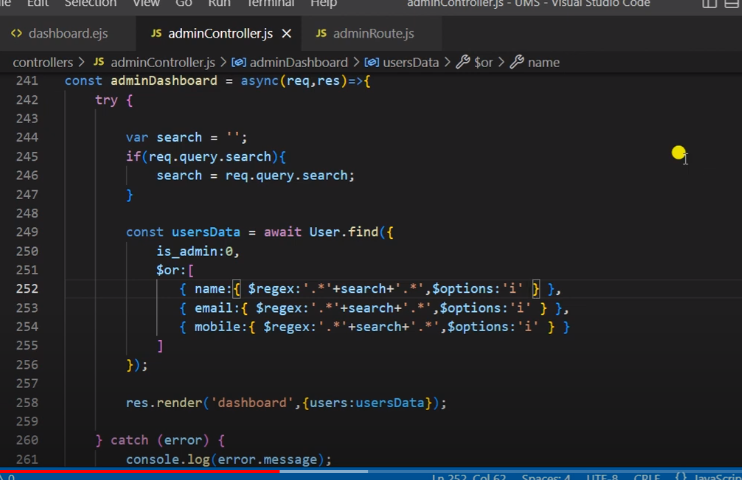 Edit Selection View Go Run Terminal Help adminController.js - UMS - Visual Studio Code
<> dashboard.ejs JS adminController.js × JS adminRoute.js
controllers > JS adminController.js > adminDashboard > usersData > $or > name
241 const adminDashboard = async(req,res)=>{
242 try {
243
244 var search = '';
245 if(req.query.search){
246 search = req.query.search;
247 }
248
249 const usersData = await User.find({
250 is_admin:0,
251 $or:[
252 { name:{ $regex:'.*'+search+'.*',$options:'i' } },
253 { email:{ $regex:'.*'+search+'.*',$options:'i' } },
254 { mobile:{ $regex:'.*'+search+'.*',$options:'i' } }
255 ]
256 });
257
258 res.render('dashboard',{users:usersData});
259
260 } catch (error) {
261 console.log(error.message);
0 Ln 252, Col 62 Spaces: 4 UTF-8 CRLF {} JavaScrip